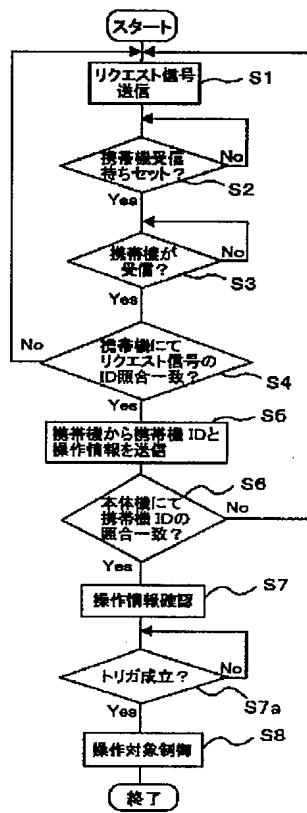 スタート
リクエスト信号
送信
S1
携帯機受信
待ちセット?
No
S2
Yes
携帯機が
受信?
No
S3
Yes
携帯機にて
リクエスト信号の
ID照合一致?
No
S4
Yes
S5
携帯機から携帯機IDと
操作情報を送信
S6
本体機にて
携帯機IDの
照合一致?
No
Yes
S7
操作情報確認
トリガ成立?
No
Yes
S7a
S8
操作対象制御
終了